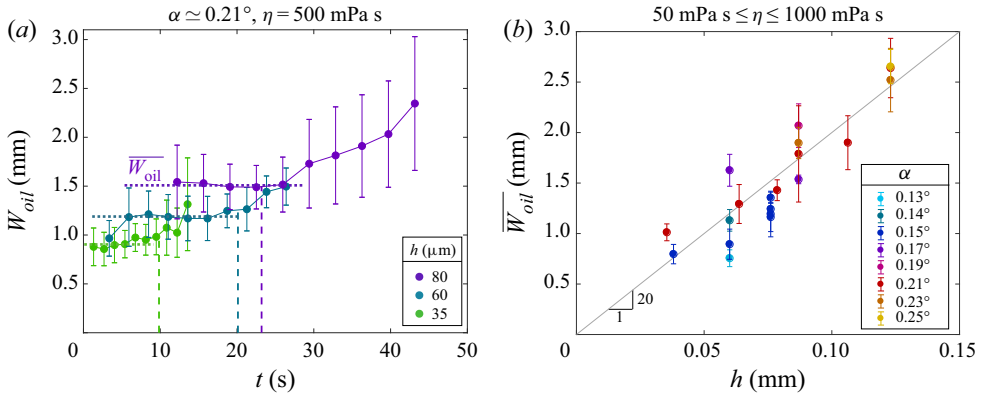 α ≃ 0.21°, η = 500 mPa s
(a)
3.0
2.5
2.0
1.5
1.0
0.5
W_oil (mm)
\overline{W_oil}
h (μm)
80
60
35
0 10 20 30 40 50
t (s)
50 mPa s ≤ η ≤ 1000 mPa s
(b)
3.0
2.5
2.0
1.5
1.0
0.5
\overline{W_oil} (mm)
20
1
α
0.13°
0.14°
0.15°
0.17°
0.19°
0.21°
0.23°
0.25°
0 0.05 0.10 0.15
h (mm)